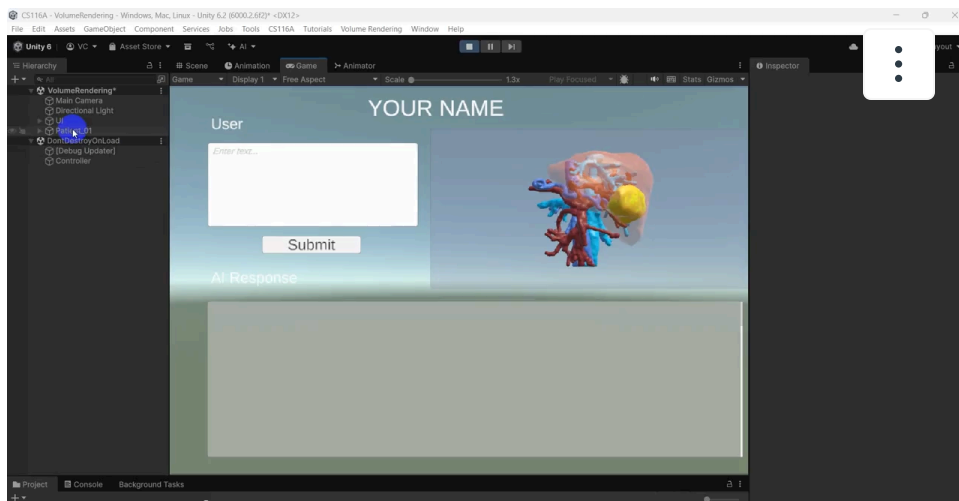 CS116A - VolumeRendering - Windows, Mac, Linux - Unity 6.2 (6000.2.6f2)* <DX12>
File Edit Assets GameObject Component Services Jobs Tools CS116A Tutorials Volume Rendering Window Help
Unity 6 VC Asset Store AI
Hierarchy Scene Animation Game Animator Inspector
All Game Display 1 Free Aspect Scale 1.3x Play Focused Stats Gizmos
VolumeRendering*
Main Camera
Directional Light
UI
Patient_01
DontDestroyOnLoad
[Debug Updater]
Controller
YOUR NAME
User
Enter text...
Submit
AI Response
Project Console Background Tasks